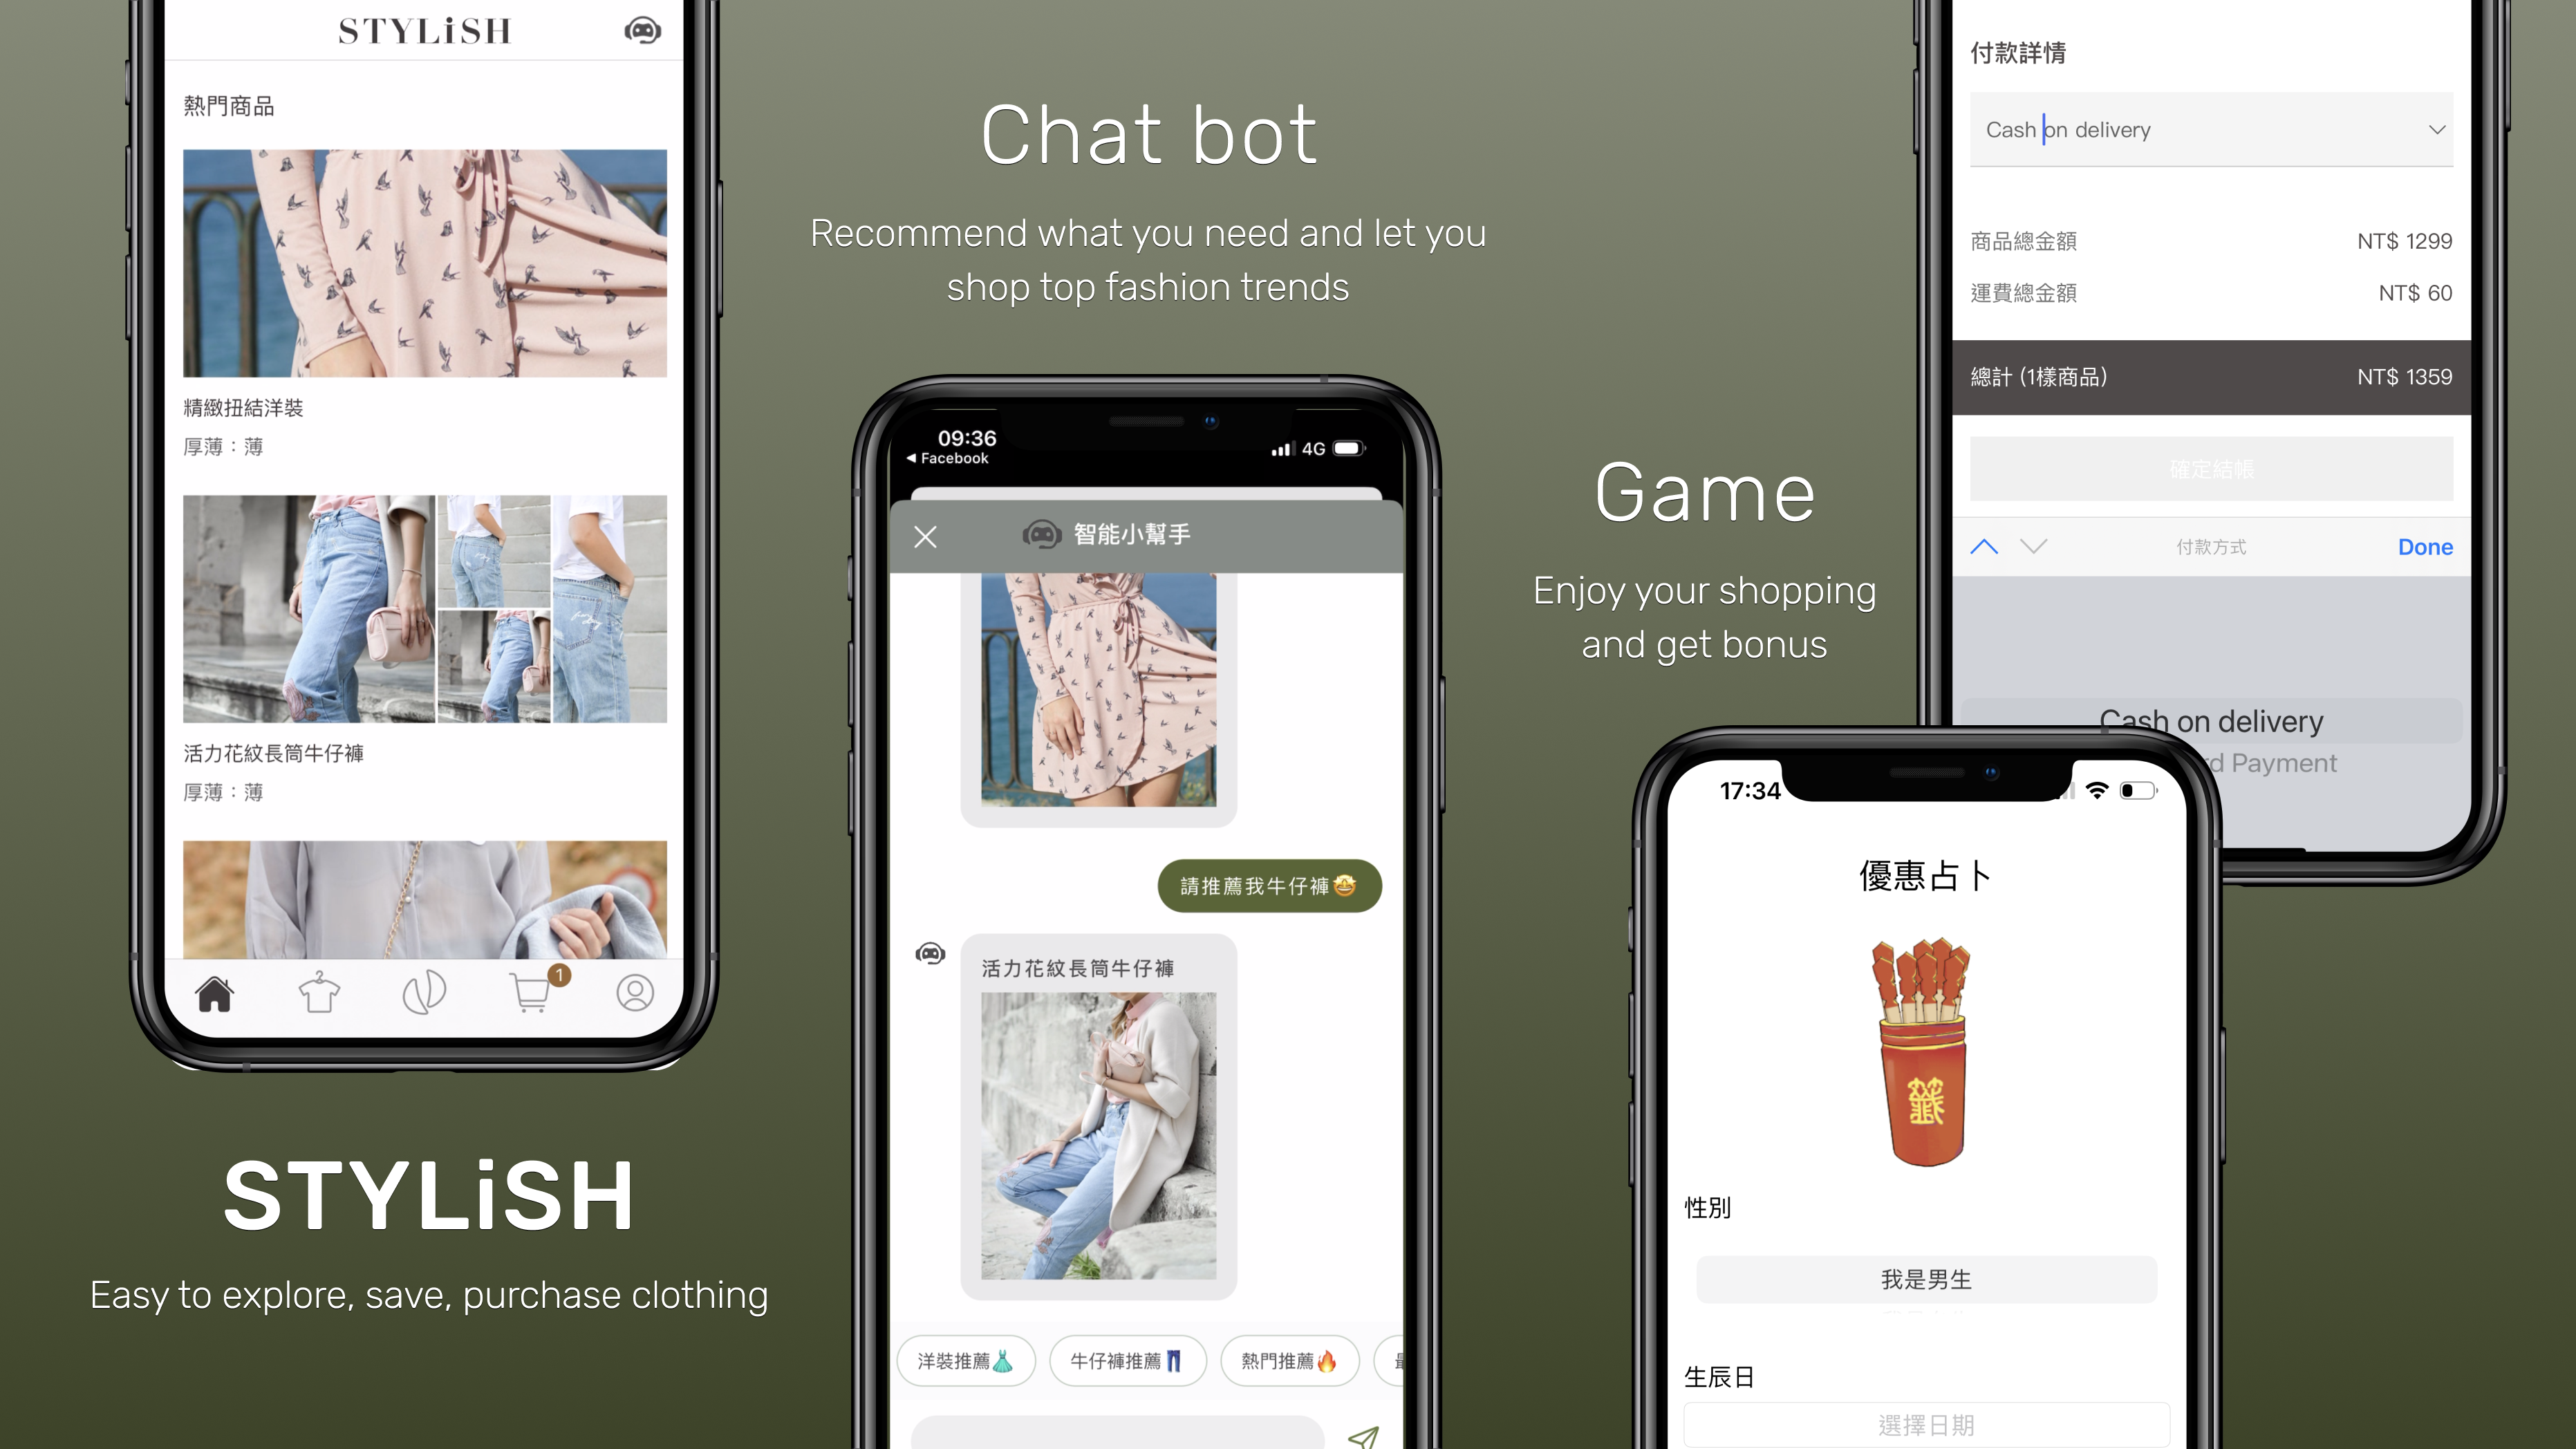 STYLiSH
熱門商品
精緻扭結洋裝
厚薄：薄
活力花紋長筒牛仔褲
厚薄：薄
1
STYLiSH
Easy to explore, save, purchase clothing
Chat bot
Recommend what you need and let you
shop top fashion trends
09:36
4G
◀ Facebook
智能小幫手
請推薦我牛仔褲🤩
活力花紋長筒牛仔褲
洋裝推薦👗
牛仔褲推薦👖
熱門推薦🔥
Game
Enjoy your shopping
and get bonus
付款詳情
Cash on delivery
商品總金額 NT$ 1299
運費總金額 NT$ 60
總計 (1樣商品) NT$ 1359
確定結帳
付款方式
Done
Cash on delivery
Payment
17:34
優惠占卜
籤
性別
我是男生
生辰日
選擇日期